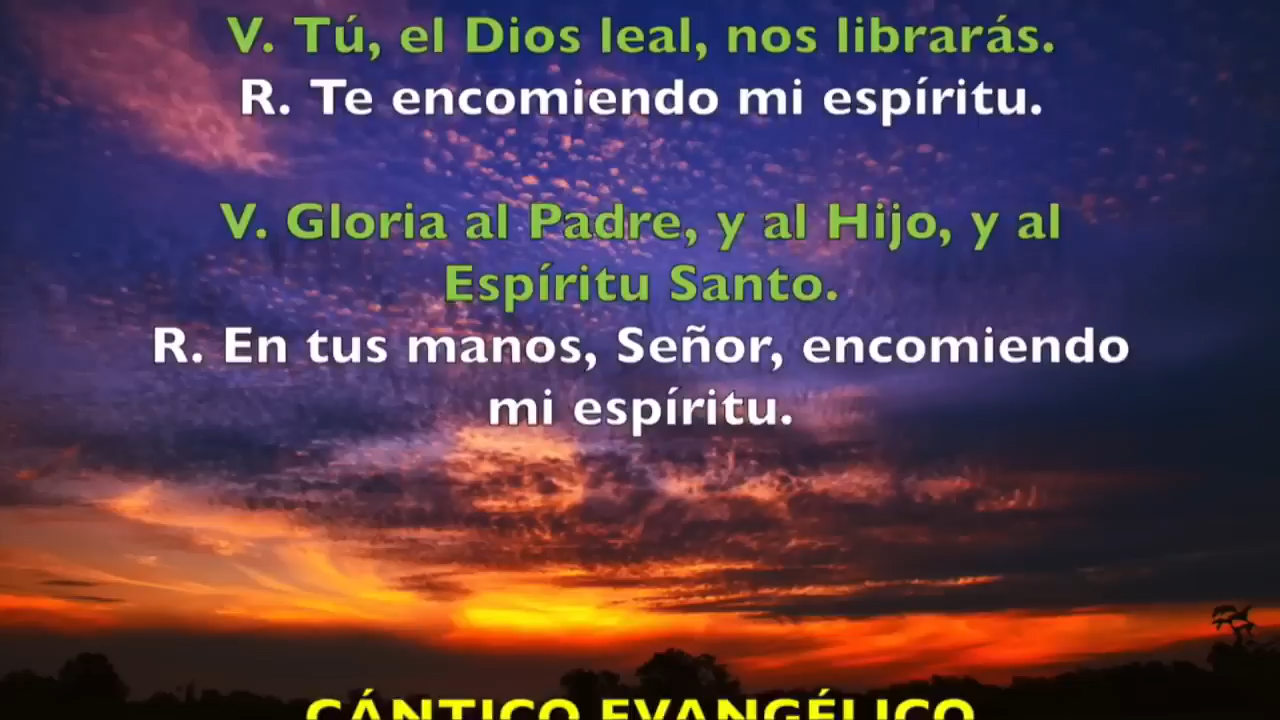 V. Tú, el Dios leal, nos librarás.
R. Te encomiendo mi espíritu.
V. Gloria al Padre, y al Hijo, y al
Espíritu Santo.
R. En tus manos, Señor, encomiendo
mi espíritu.
CÁNTICO EVANGÉLICO